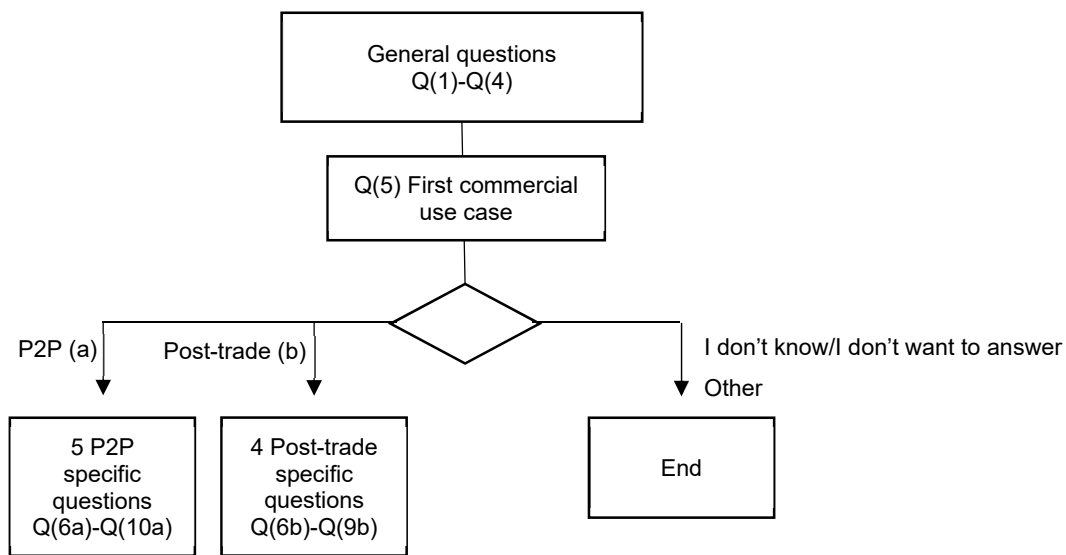 General questions
Q(1)-Q(4)
Q(5) First commercial
use case
P2P (a)
Post-trade (b)
I don’t know/I don’t want to answer
Other
5 P2P
specific
questions
Q(6a)-Q(10a)
4 Post-trade
specific
questions
Q(6b)-Q(9b)
End